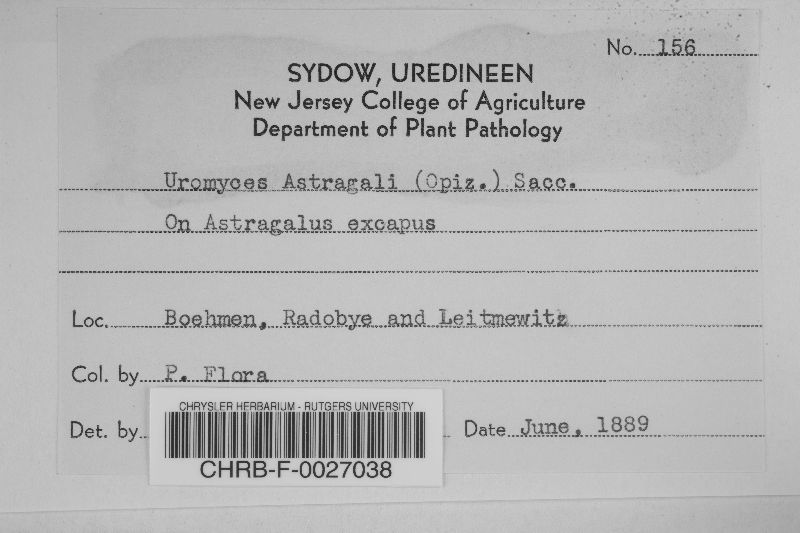 No. 156
SYDOW, UREDINEEN
New Jersey College of Agriculture
Department of Plant Pathology
Uromyces Astragali (Opiz.) Sacc.
On Astragalus excapus
Loc. Boehmen, Radobye and Leitmewitz
Col. by P. Flora
Det. by
Date June, 1889
CHRYSLER HERBARIUM - RUTGERS UNIVERSITY
CHRB-F-0027038